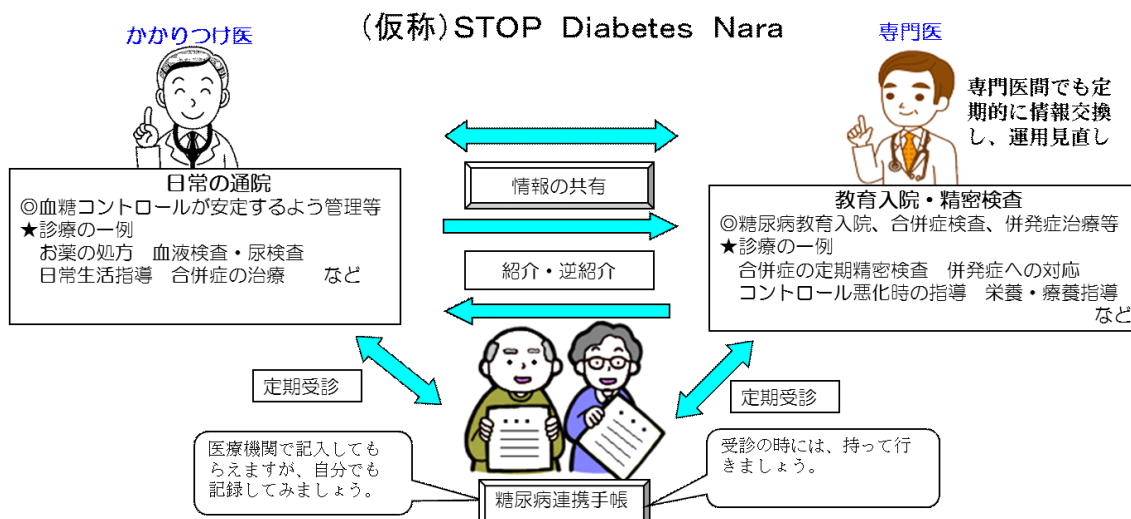 (仮称)STOP Diabetes Nara
かかりつけ医
専門医
専門医間でも定
期的に情報交換
し、運用見直し
日常の通院
◎血糖コントロールが安定するよう管理等
★診療の一例
お薬の処方 血液検査・尿検査
日常生活指導 合併症の治療 など
情報の共有
紹介・逆紹介
教育入院・精密検査
◎糖尿病教育入院、合併症検査、併発症治療等
★診療の一例
合併症の定期精密検査 併発症への対応
コントロール悪化時の指導 栄養・療養指導
など
定期受診
定期受診
医療機関で記入しても
らえますが、自分でも
記録してみましょう。
受診の時には、持って行
きましょう。
糖尿病連携手帳